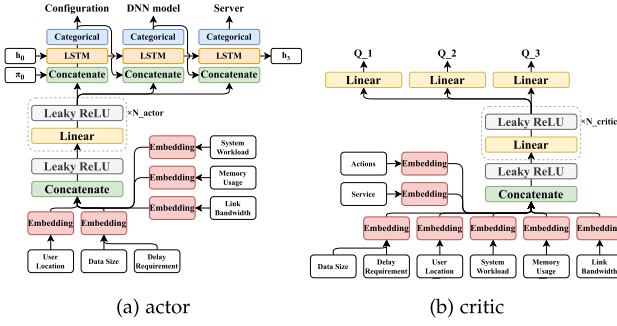 Configuration DNN model Server
Categorical Categorical Categorical
h₀ LSTM LSTM LSTM h₃
π₀ Concatenate Concatenate Concatenate
Leaky ReLU ×N_actor
Linear
Leaky ReLU
Concatenate
Embedding System Workload
Embedding Memory Usage
Embedding Link Bandwidth
Embedding Embedding
User Location Data Size Delay Requirement
(a) actor
Q_1 Q_2 Q_3
Linear Linear Linear
Leaky ReLU ×N_critic
Linear
Leaky ReLU
Actions Embedding
Service Embedding
Concatenate
Embedding Embedding Embedding Embedding Embedding
Data Size Delay Requirement User Location System Workload Memory Usage Link Bandwidth
(b) critic